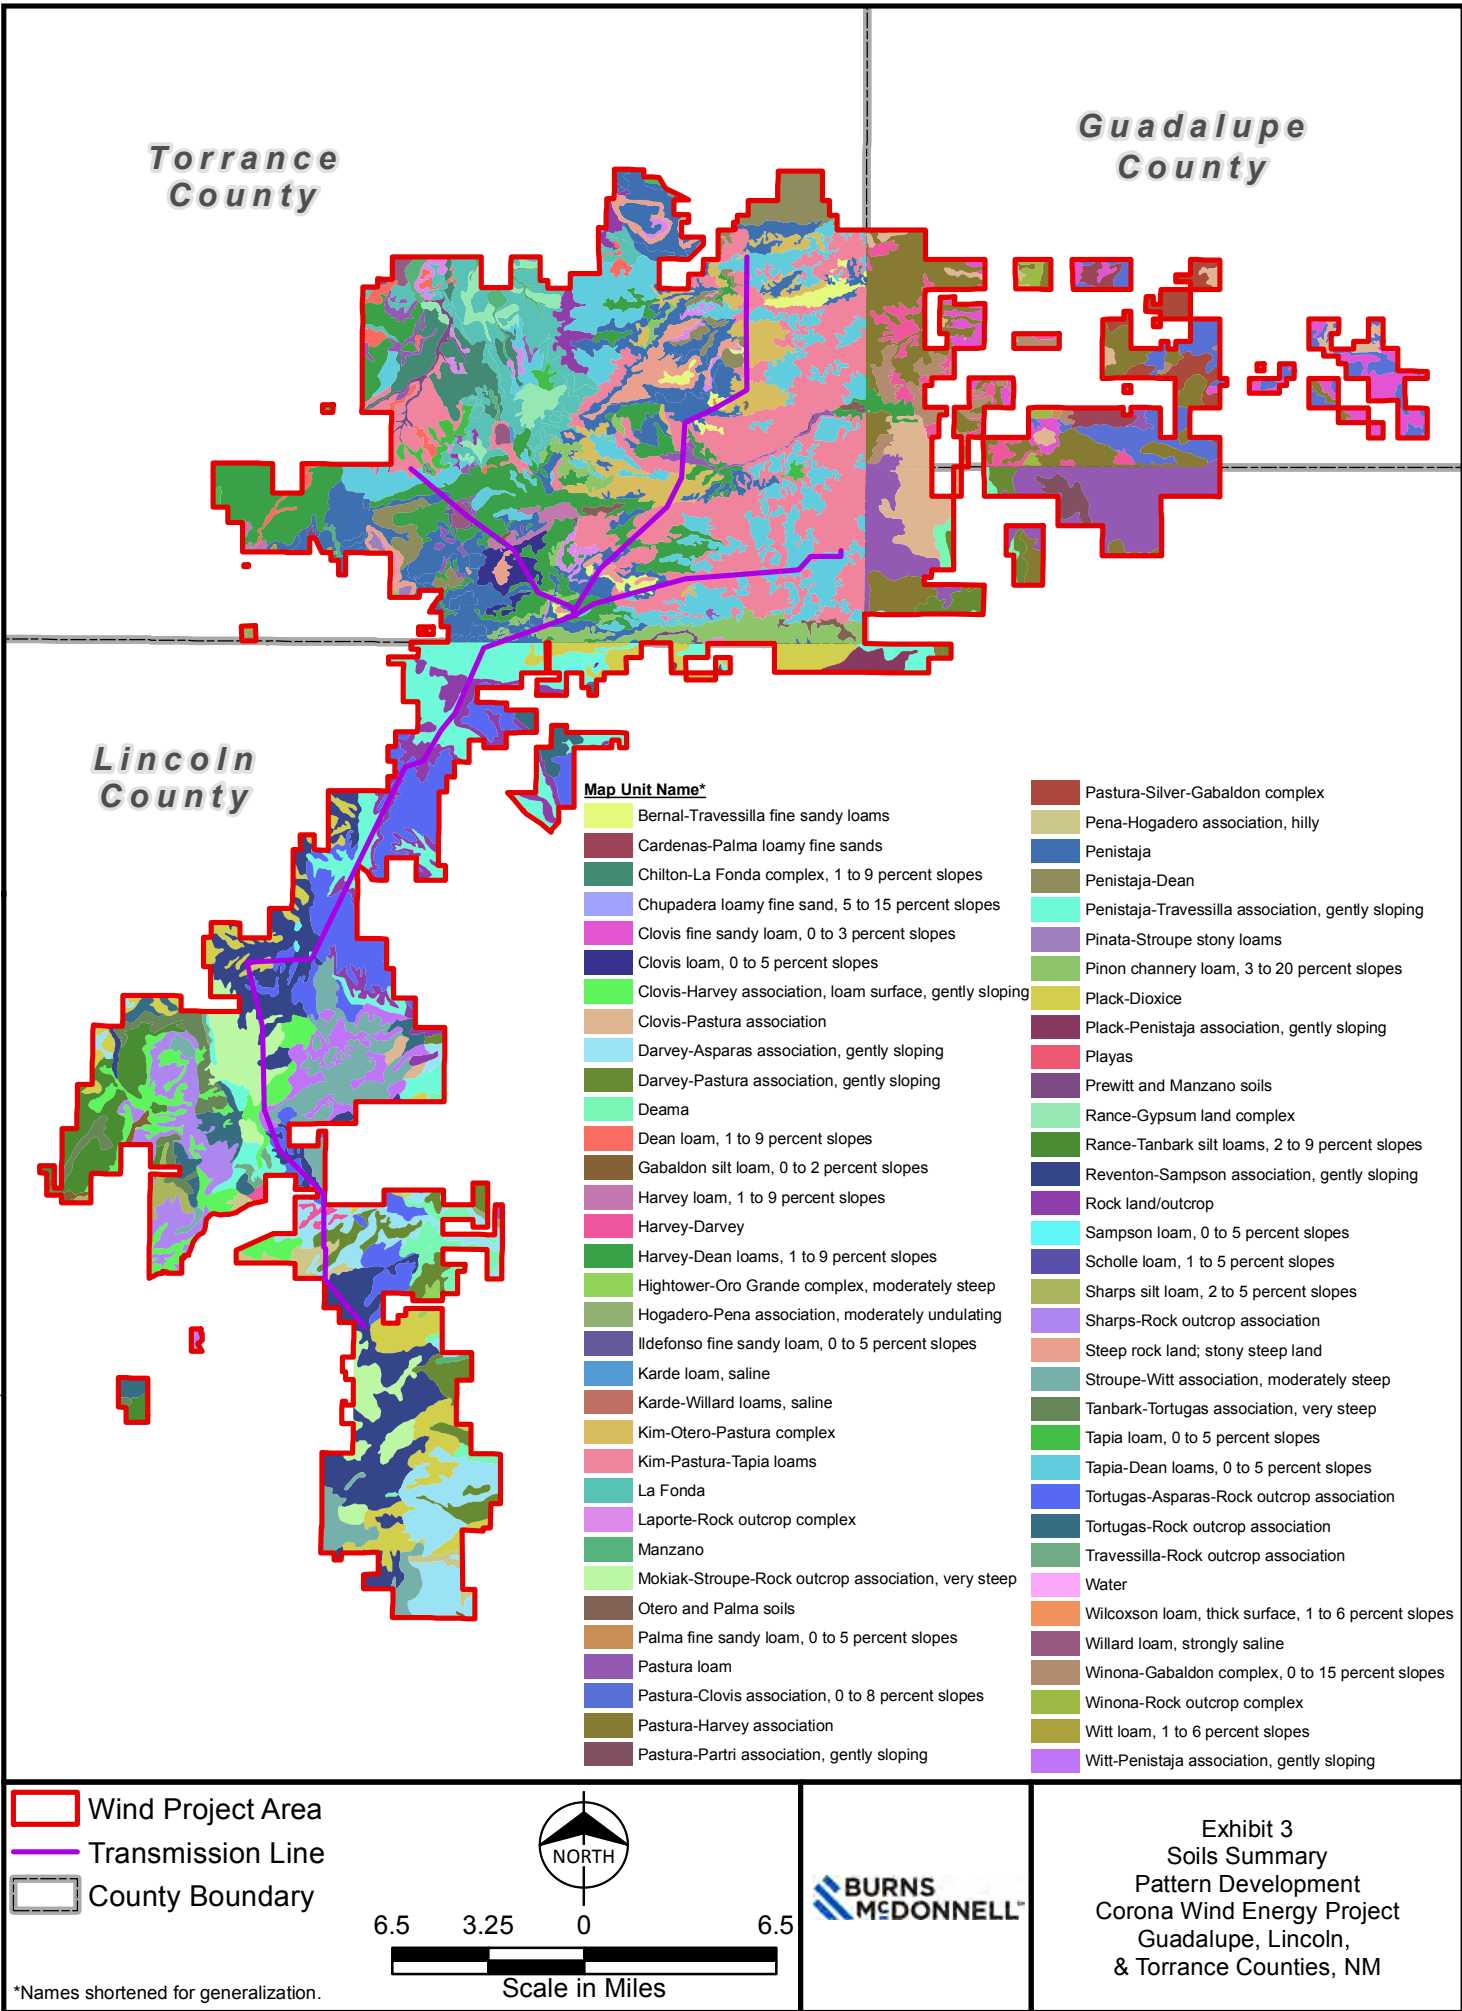 Torrance
County
Guadalupe
County
Lincoln
County
Map Unit Name*
Bernal-Travessilla fine sandy loams
Cardenas-Palma loamy fine sands
Chilton-La Fonda complex, 1 to 9 percent slopes
Chupadera loamy fine sand, 5 to 15 percent slopes
Clovis fine sandy loam, 0 to 3 percent slopes
Clovis loam, 0 to 5 percent slopes
Clovis-Harvey association, loam surface, gently sloping
Clovis-Pastura association
Darvey-Asparas association, gently sloping
Darvey-Pastura association, gently sloping
Deama
Dean loam, 1 to 9 percent slopes
Gabaldon silt loam, 0 to 2 percent slopes
Harvey loam, 1 to 9 percent slopes
Harvey-Darvey
Harvey-Dean loams, 1 to 9 percent slopes
Hightower-Oro Grande complex, moderately steep
Hogadero-Pena association, moderately undulating
Ildefonso fine sandy loam, 0 to 5 percent slopes
Karde loam, saline
Karde-Willard loams, saline
Kim-Otero-Pastura complex
Kim-Pastura-Tapia loams
La Fonda
Laporte-Rock outcrop complex
Manzano
Mokiak-Stroupe-Rock outcrop association, very steep
Otero and Palma soils
Palma fine sandy loam, 0 to 5 percent slopes
Pastura loam
Pastura-Clovis association, 0 to 8 percent slopes
Pastura-Harvey association
Pastura-Partri association, gently sloping
Pastura-Silver-Gabaldon complex
Pena-Hogadero association, hilly
Penistaja
Penistaja-Dean
Penistaja-Travessilla association, gently sloping
Pinata-Stroupe stony loams
Pinon channery loam, 3 to 20 percent slopes
Plack-Dioxice
Plack-Penistaja association, gently sloping
Playas
Prewitt and Manzano soils
Rance-Gypsum land complex
Rance-Tanbark silt loams, 2 to 9 percent slopes
Reventon-Sampson association, gently sloping
Rock land/outcrop
Sampson loam, 0 to 5 percent slopes
Scholle loam, 1 to 5 percent slopes
Sharps silt loam, 2 to 5 percent slopes
Sharps-Rock outcrop association
Steep rock land; stony steep land
Stroupe-Witt association, moderately steep
Tanbark-Tortugas association, very steep
Tapia loam, 0 to 5 percent slopes
Tapia-Dean loams, 0 to 5 percent slopes
Tortugas-Asparas-Rock outcrop association
Tortugas-Rock outcrop association
Travessilla-Rock outcrop association
Water
Wilcoxson loam, thick surface, 1 to 6 percent slopes
Willard loam, strongly saline
Winona-Gabaldon complex, 0 to 15 percent slopes
Winona-Rock outcrop complex
Witt loam, 1 to 6 percent slopes
Witt-Penistaja association, gently sloping
Wind Project Area
Transmission Line
County Boundary
*Names shortened for generalization.
NORTH
6.5 3.25 0 6.5
Scale in Miles
BURNS
McDONNELL
Exhibit 3
Soils Summary
Pattern Development
Corona Wind Energy Project
Guadalupe, Lincoln,
& Torrance Counties, NM